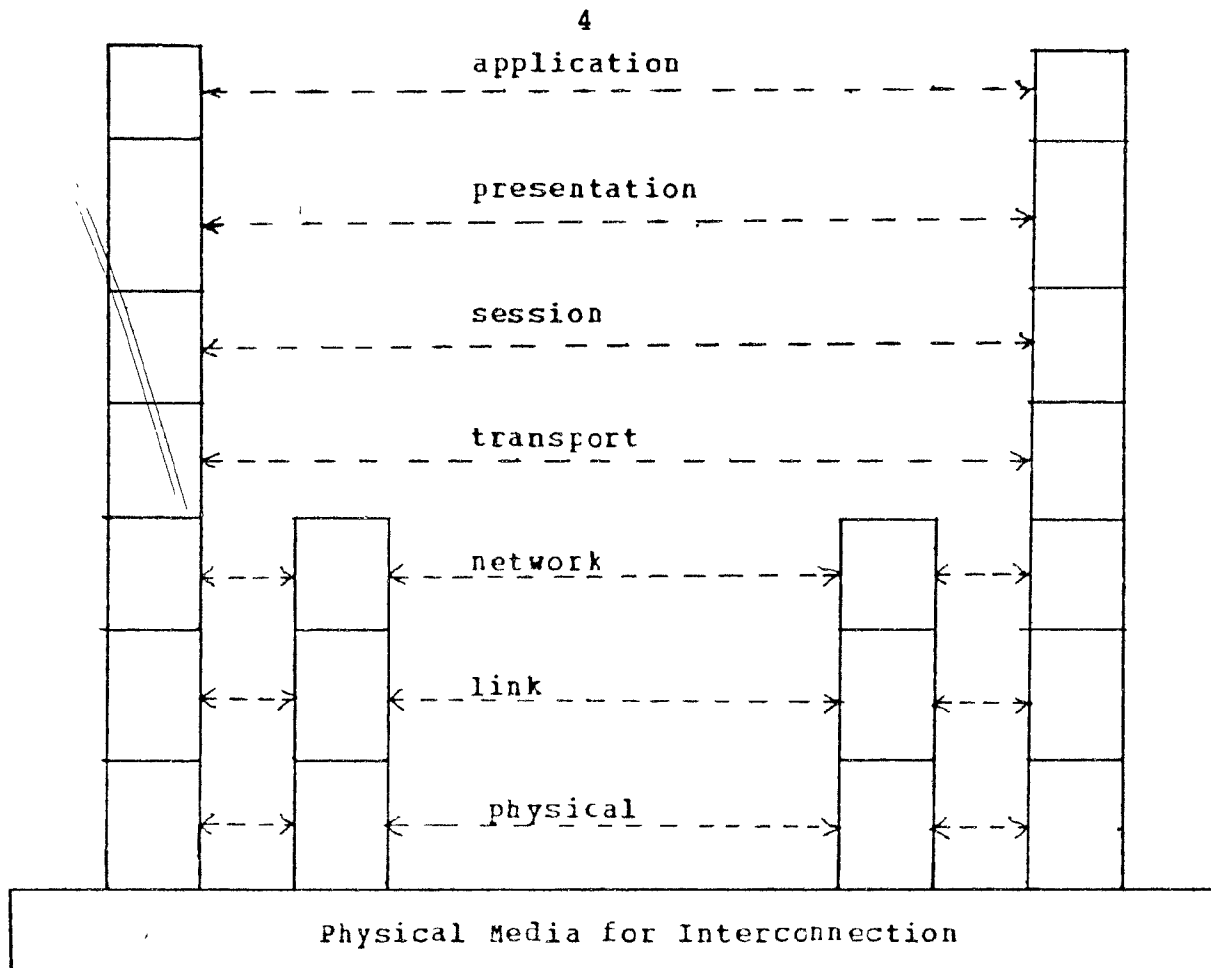 4
application
presentation
session
transport
network
link
physical
Physical Media for Interconnection